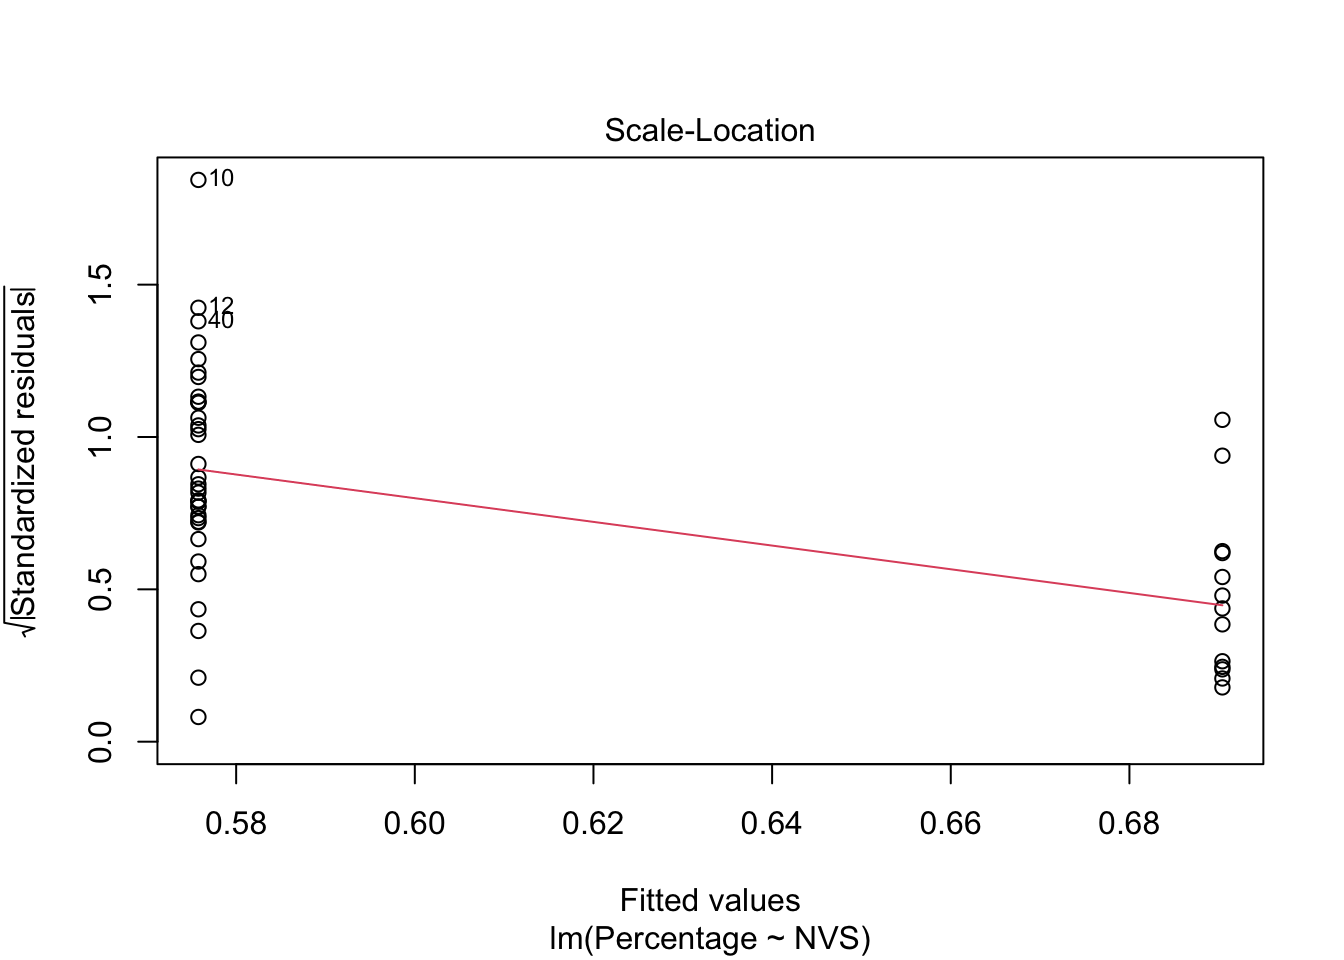 Scale-Location
√|Standardized residuals|
0.0 0.5 1.0 1.5
10
12
40
0.58 0.60 0.62 0.64 0.66 0.68
Fitted values
lm(Percentage ~ NVS)